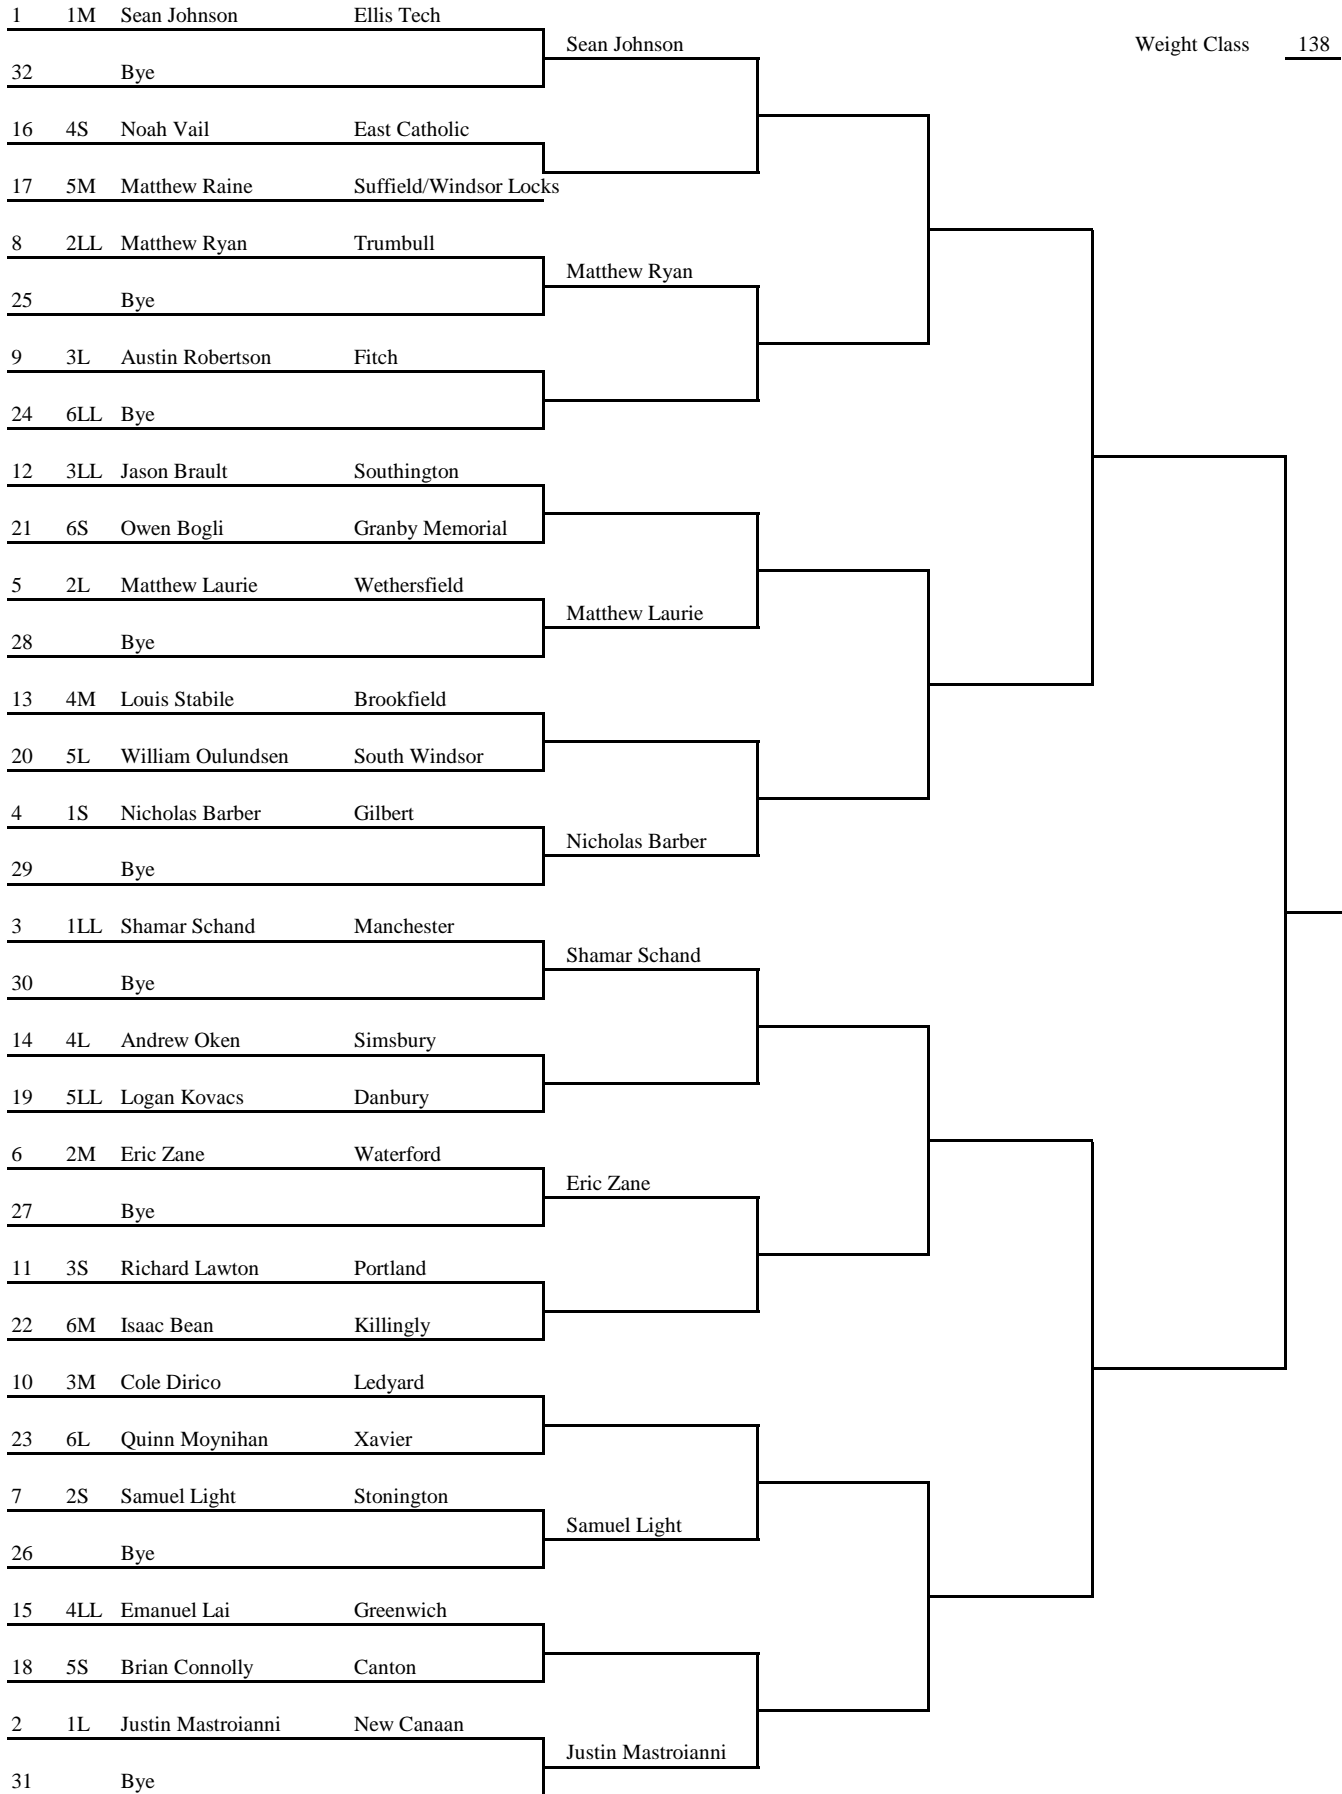 1 1M Sean Johnson Ellis Tech
Sean Johnson Weight Class 138
32 Bye
16 4S Noah Vail East Catholic
17 5M Matthew Raine Suffield/Windsor Locks
8 2LL Matthew Ryan Trumbull
Matthew Ryan
25 Bye
9 3L Austin Robertson Fitch
24 6LL Bye
12 3LL Jason Brault Southington
21 6S Owen Bogli Granby Memorial
5 2L Matthew Laurie Wethersfield
Matthew Laurie
28 Bye
13 4M Louis Stabile Brookfield
20 5L William Oulundsen South Windsor
4 1S Nicholas Barber Gilbert
Nicholas Barber
29 Bye
3 1LL Shamar Schand Manchester
Shamar Schand
30 Bye
14 4L Andrew Oken Simsbury
19 5LL Logan Kovacs Danbury
6 2M Eric Zane Waterford
Eric Zane
27 Bye
11 3S Richard Lawton Portland
22 6M Isaac Bean Killingly
10 3M Cole Dirico Ledyard
23 6L Quinn Moynihan Xavier
7 2S Samuel Light Stonington
Samuel Light
26 Bye
15 4LL Emanuel Lai Greenwich
18 5S Brian Connolly Canton
2 1L Justin Mastroianni New Canaan
Justin Mastroianni
31 Bye